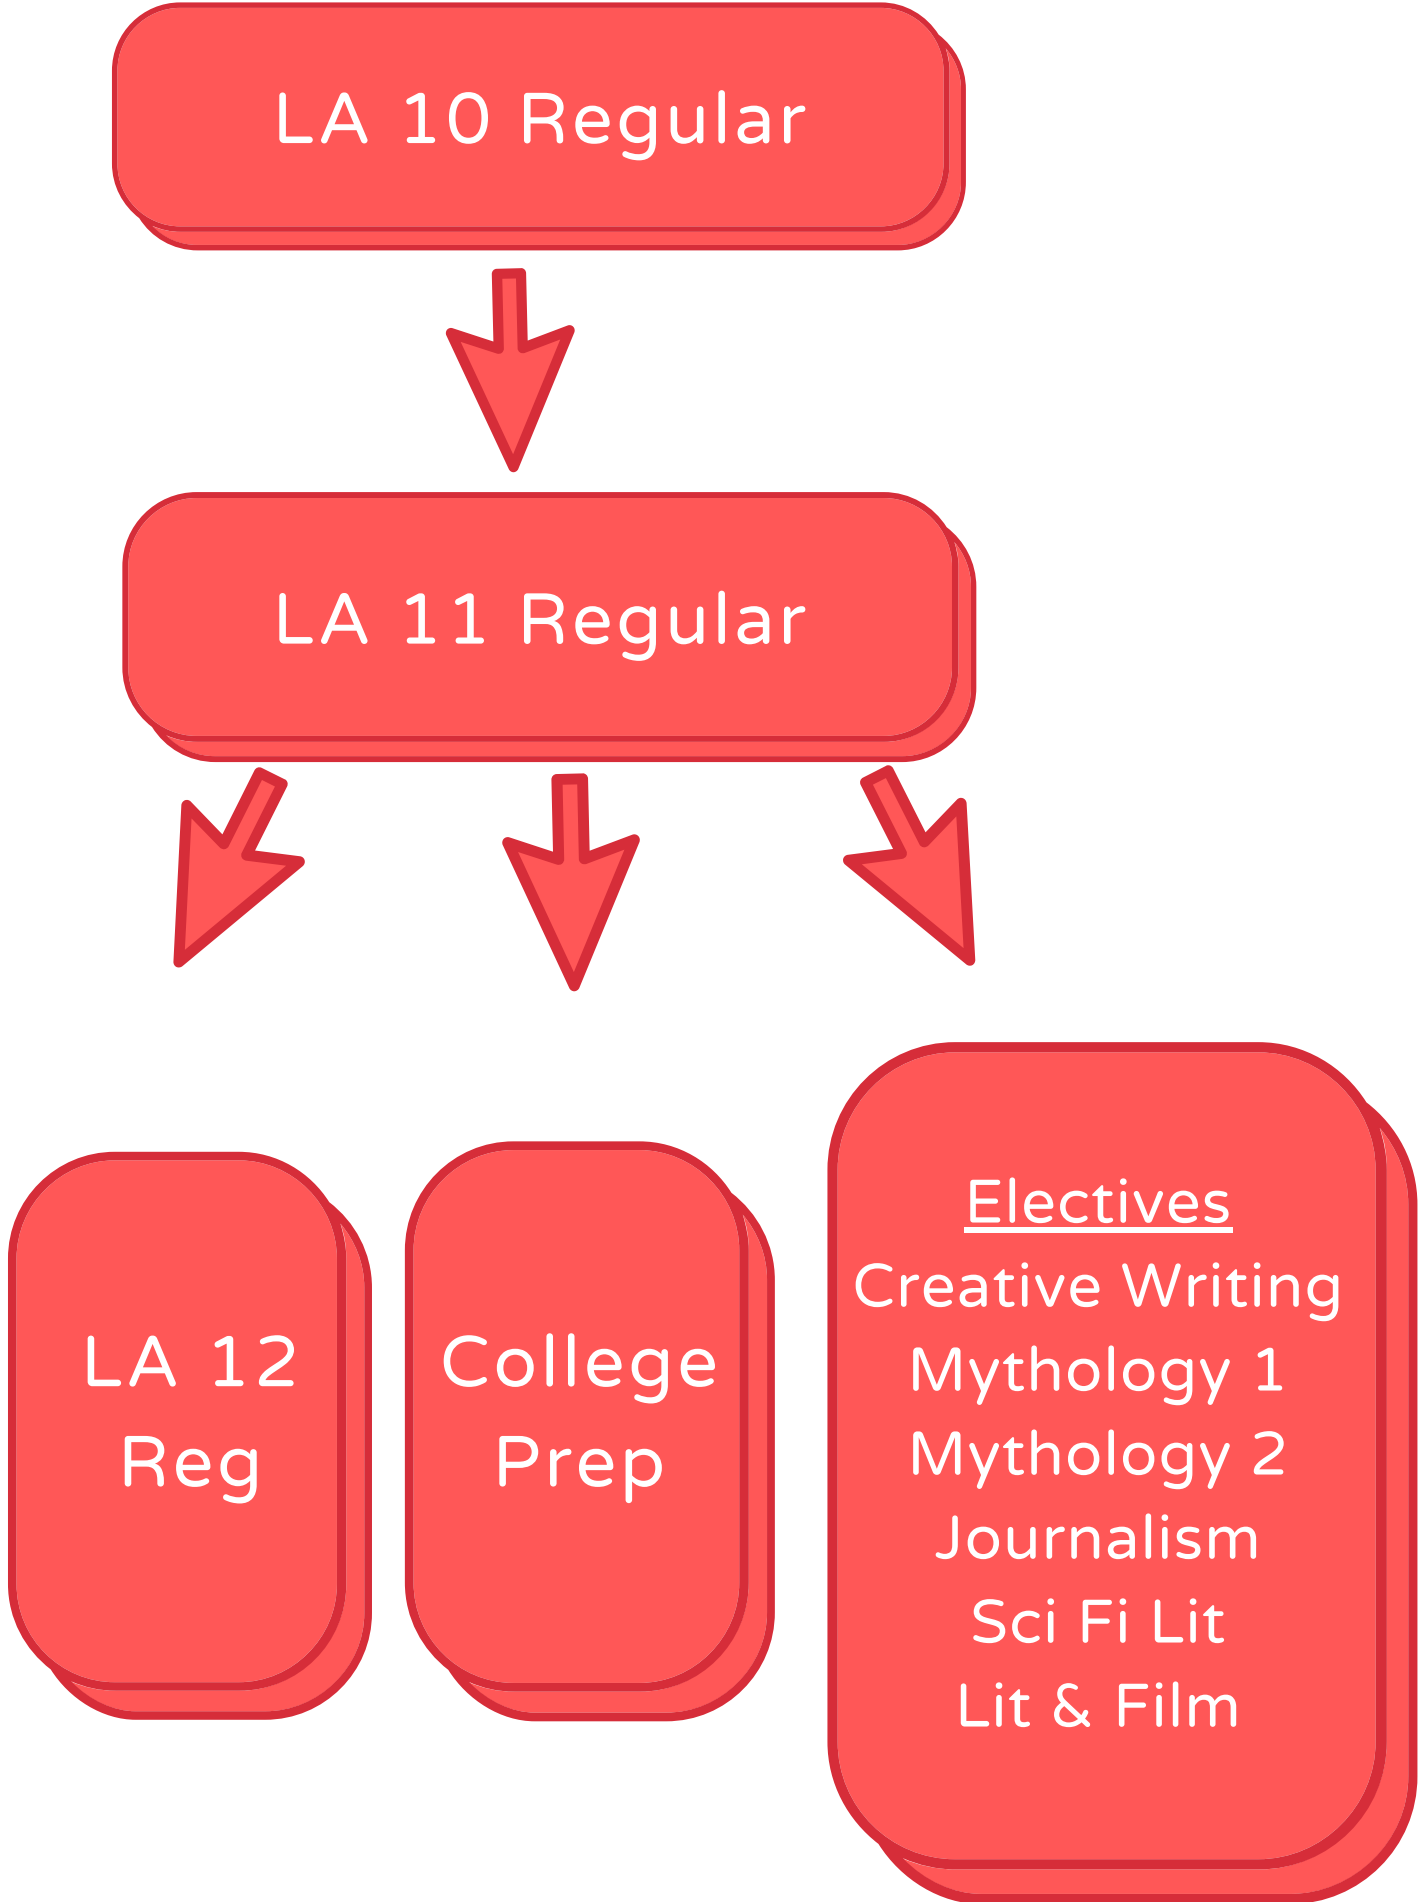 LA 10 Regular
LA 11 Regular
LA 12
Reg
College
Prep
Electives
Creative Writing
Mythology 1
Mythology 2
Journalism
Sci Fi Lit
Lit & Film